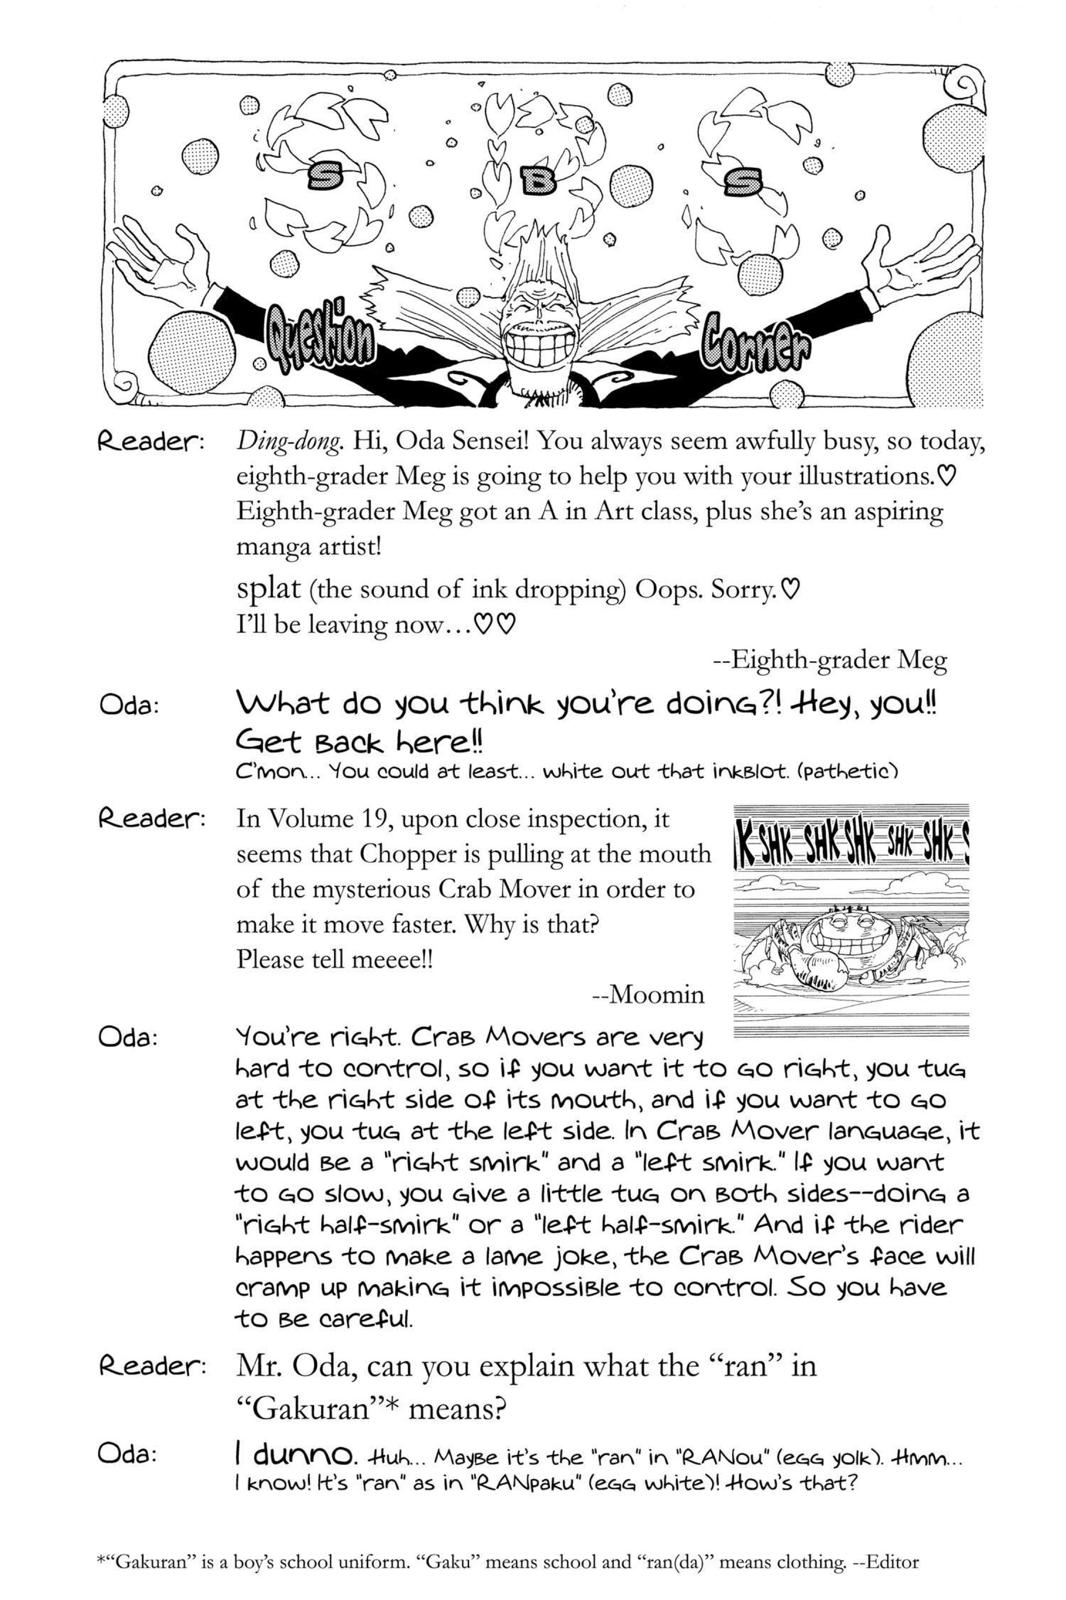 S B S
Question Corner
Reader: Ding-dong. Hi, Oda Sensei! You always seem awfully busy, so today,
eighth-grader Meg is going to help you with your illustrations.♡
Eighth-grader Meg got an A in Art class, plus she's an aspiring
manga artist!
splat (the sound of ink dropping) Oops. Sorry.♡
I'll be leaving now...♡♡
--Eighth-grader Meg
Oda: What do you think you're doing?! Hey, you!!
Get back here!!
C'mon... You could at least... white out that inkblot. (pathetic)
Reader: In Volume 19, upon close inspection, it
seems that Chopper is pulling at the mouth
of the mysterious Crab Mover in order to
make it move faster. Why is that?
Please tell meeee!!
--Moomin
K SHK SHK SHK SHK SHK S
Oda: You're right. Crab Movers are very
hard to control, so if you want it to go right, you tug
at the right side of its mouth, and if you want to go
left, you tug at the left side. In Crab Mover language, it
would be a "right smirk" and a "left smirk." If you want
to go slow, you give a little tug on both sides--doing a
"right half-smirk" or a "left half-smirk." And if the rider
happens to make a lame joke, the Crab Mover's face will
cramp up making it impossible to control. So you have
to be careful.
Reader: Mr. Oda, can you explain what the “ran” in
“Gakuran”* means?
Oda: I dunno. Huh... Maybe it's the "ran" in "RANou" (egg yolk). Hmm...
I know! It's "ran" as in "RANpaku" (egg white)! How's that?
*“Gakuran” is a boy's school uniform. “Gaku” means school and “ran(da)” means clothing. --Editor